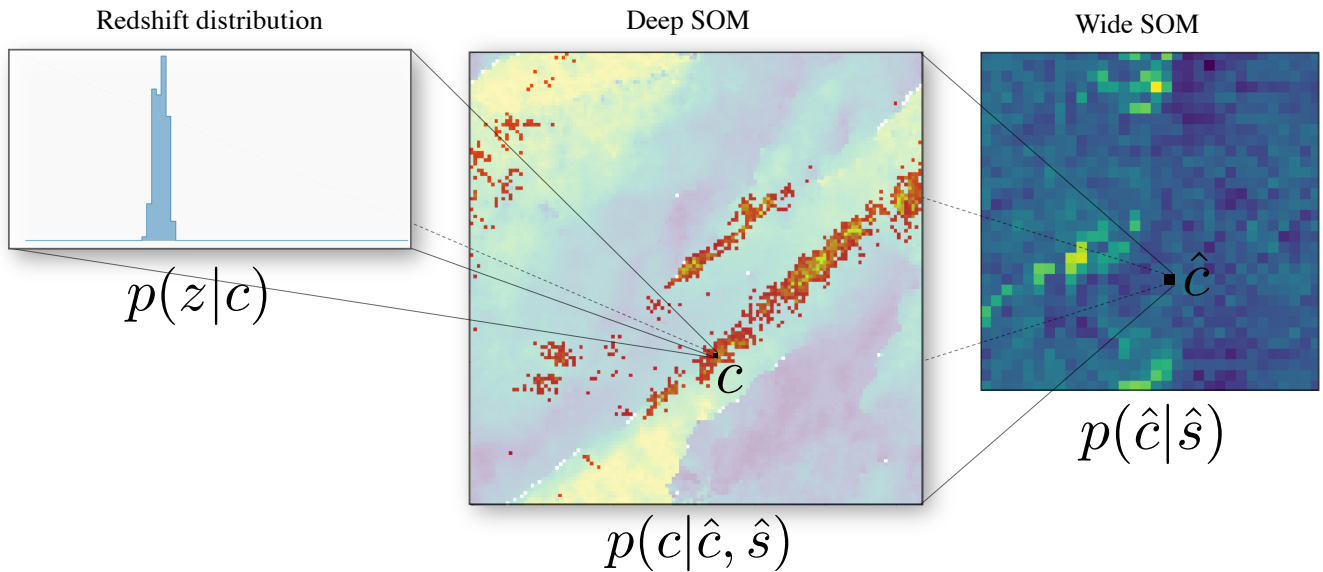 Redshift distribution
Deep SOM
Wide SOM
p(z|c)
c
ĉ
p(ĉ|ŝ)
p(c|ĉ, ŝ)